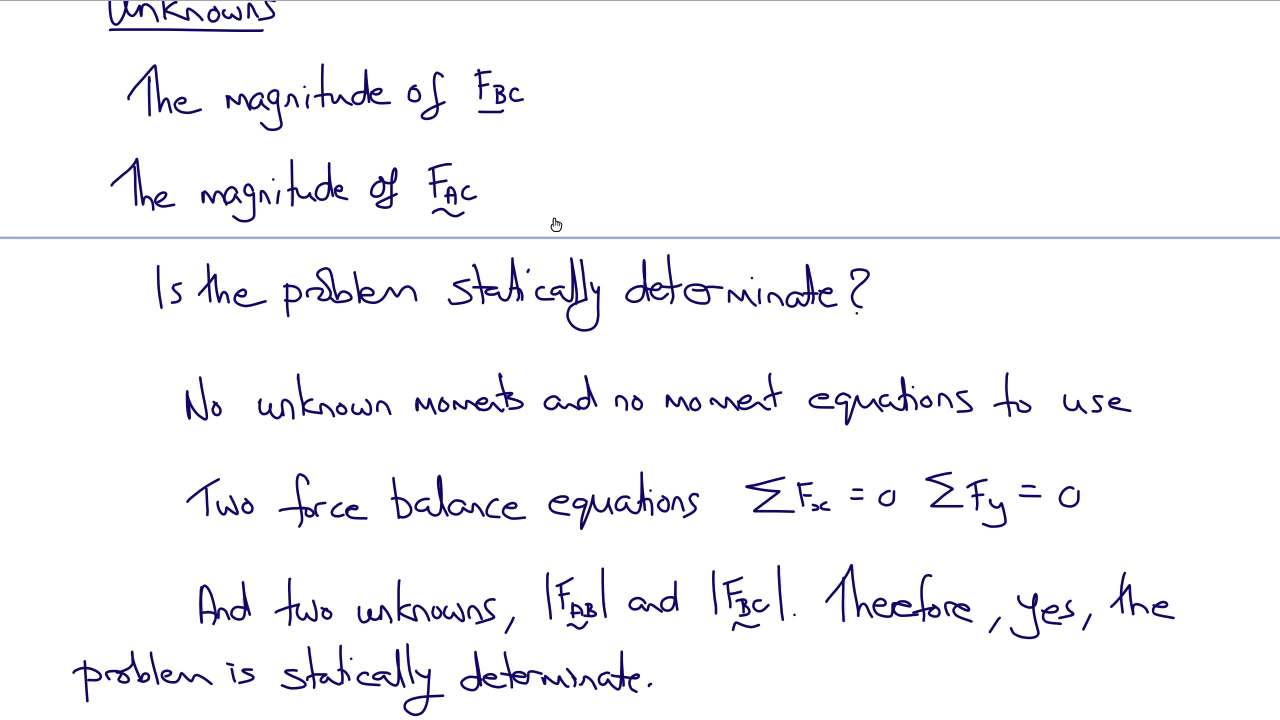 Unknowns
The magnitude of FBC
The magnitude of FAC
Is the problem statically determinate?
No unknown moments and no moment equations to use
Two force balance equations ΣFx = 0 ΣFy = 0
And two unknowns, |FAB| and |FBC|. Therefore, yes, the
problem is statically determinate.